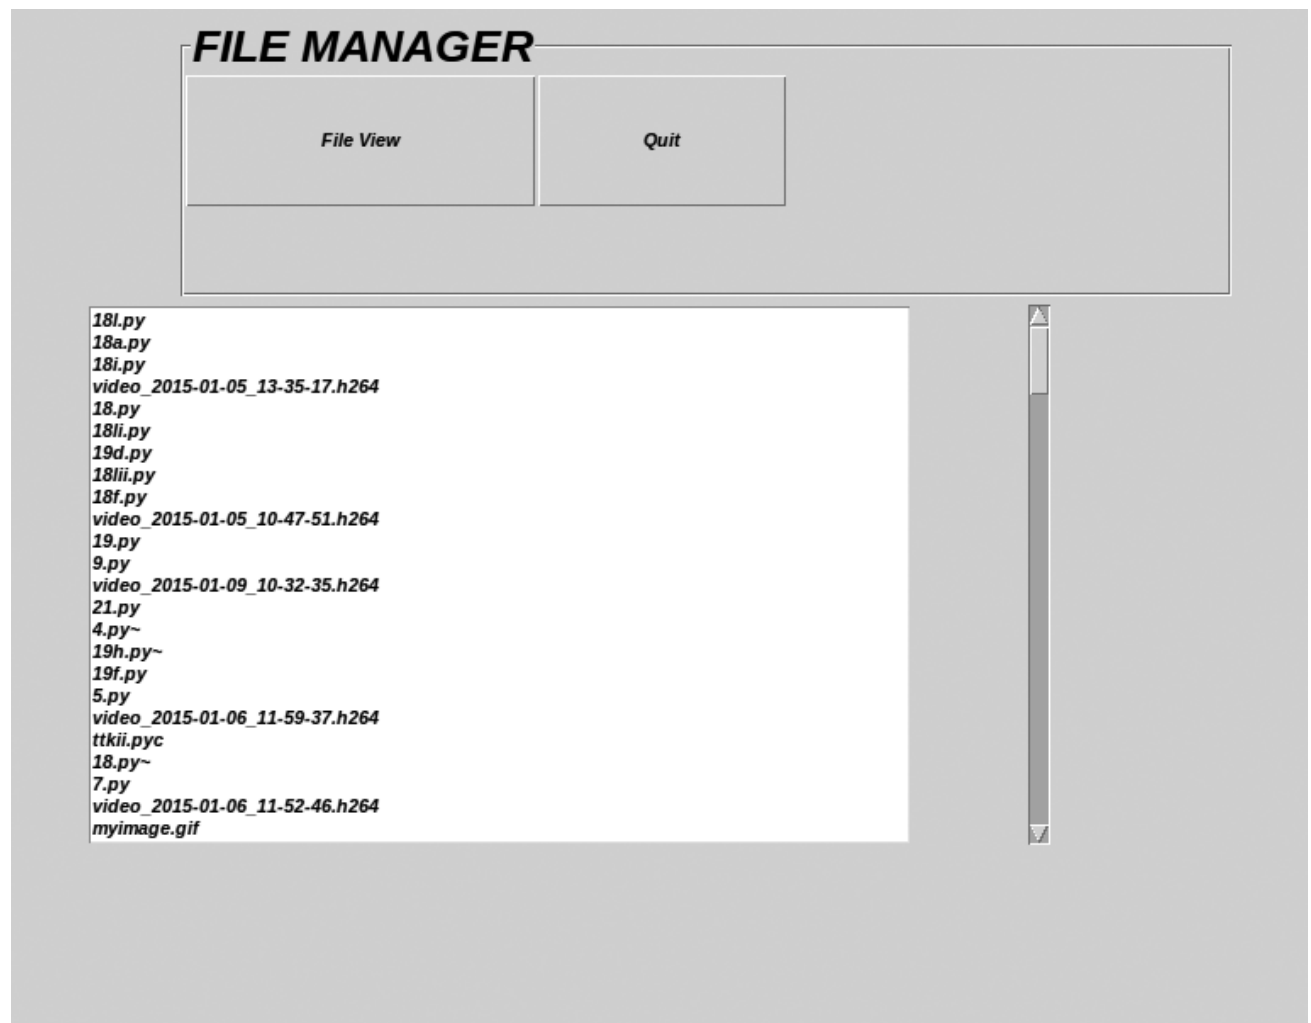 FILE MANAGER
File View
Quit
18l.py
18a.py
18i.py
video_2015-01-05_13-35-17.h264
18.py
18li.py
19d.py
18lii.py
18f.py
video_2015-01-05_10-47-51.h264
19.py
9.py
video_2015-01-09_10-32-35.h264
21.py
4.py~
19h.py~
19f.py
5.py
video_2015-01-06_11-59-37.h264
ttkii.pyc
18.py~
7.py
video_2015-01-06_11-52-46.h264
myimage.gif